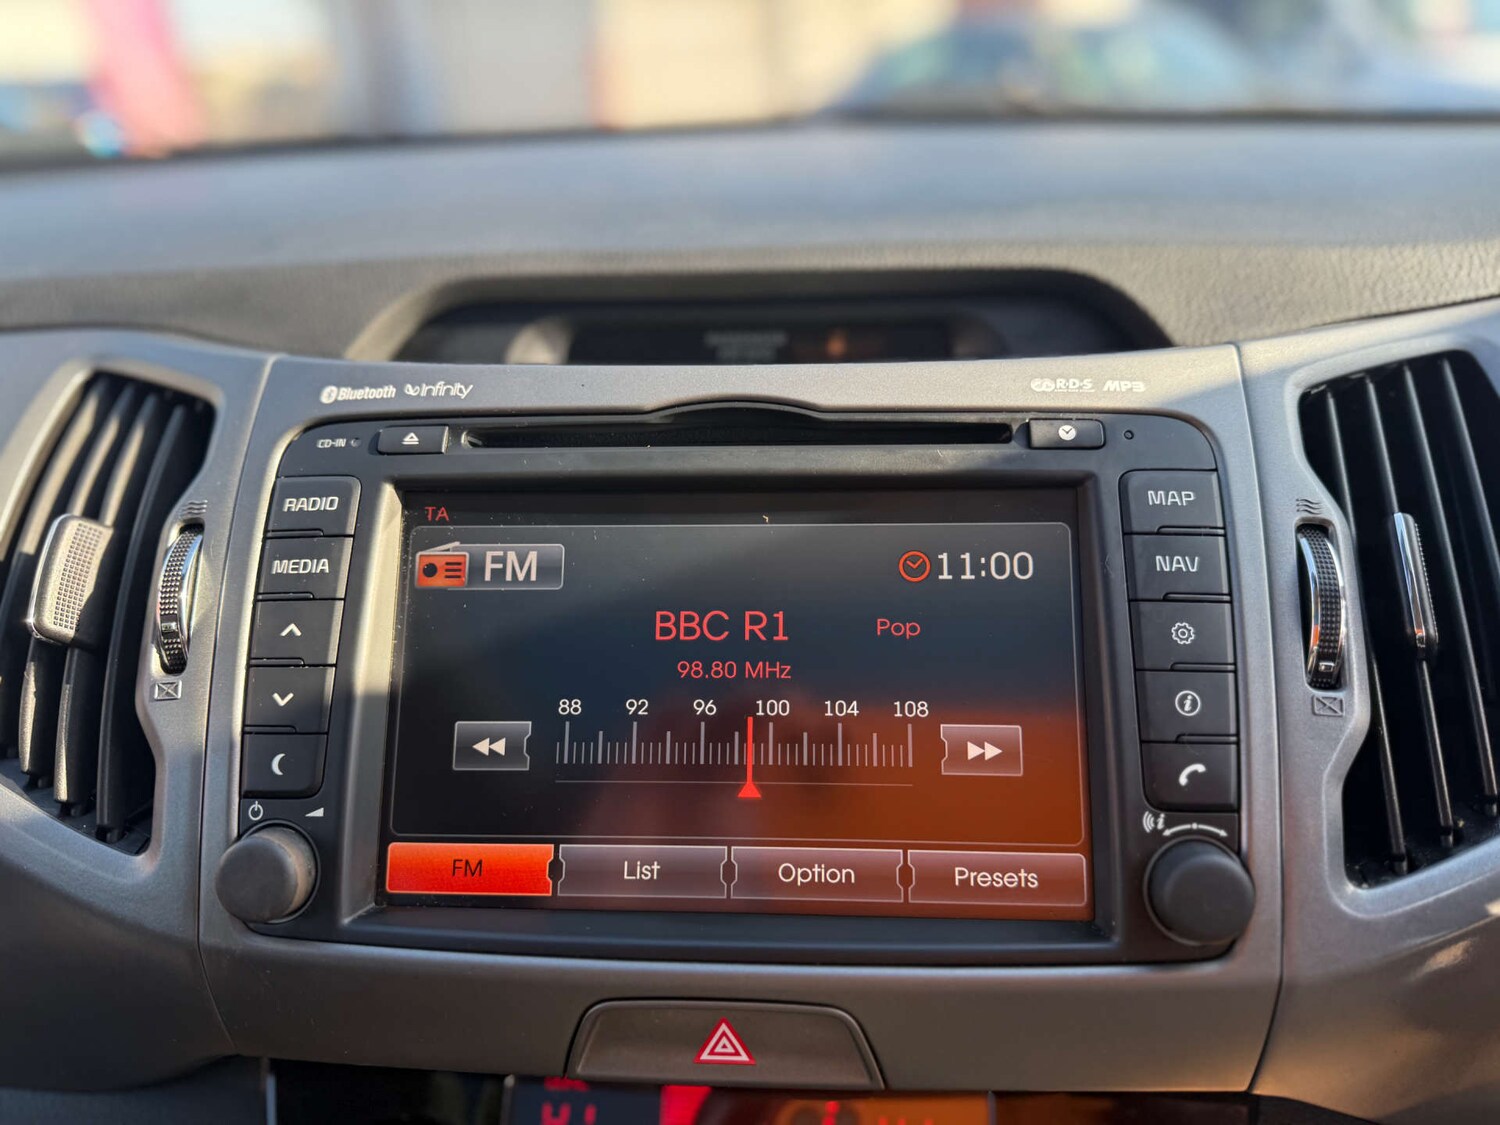 Bluetooth infinity
R·D·S MP3
CD-IN
RADIO
MEDIA
MAP
NAV
TA
FM
11:00
BBC R1
Pop
98.80 MHz
88 92 96 100 104 108
FM
List
Option
Presets
i
i